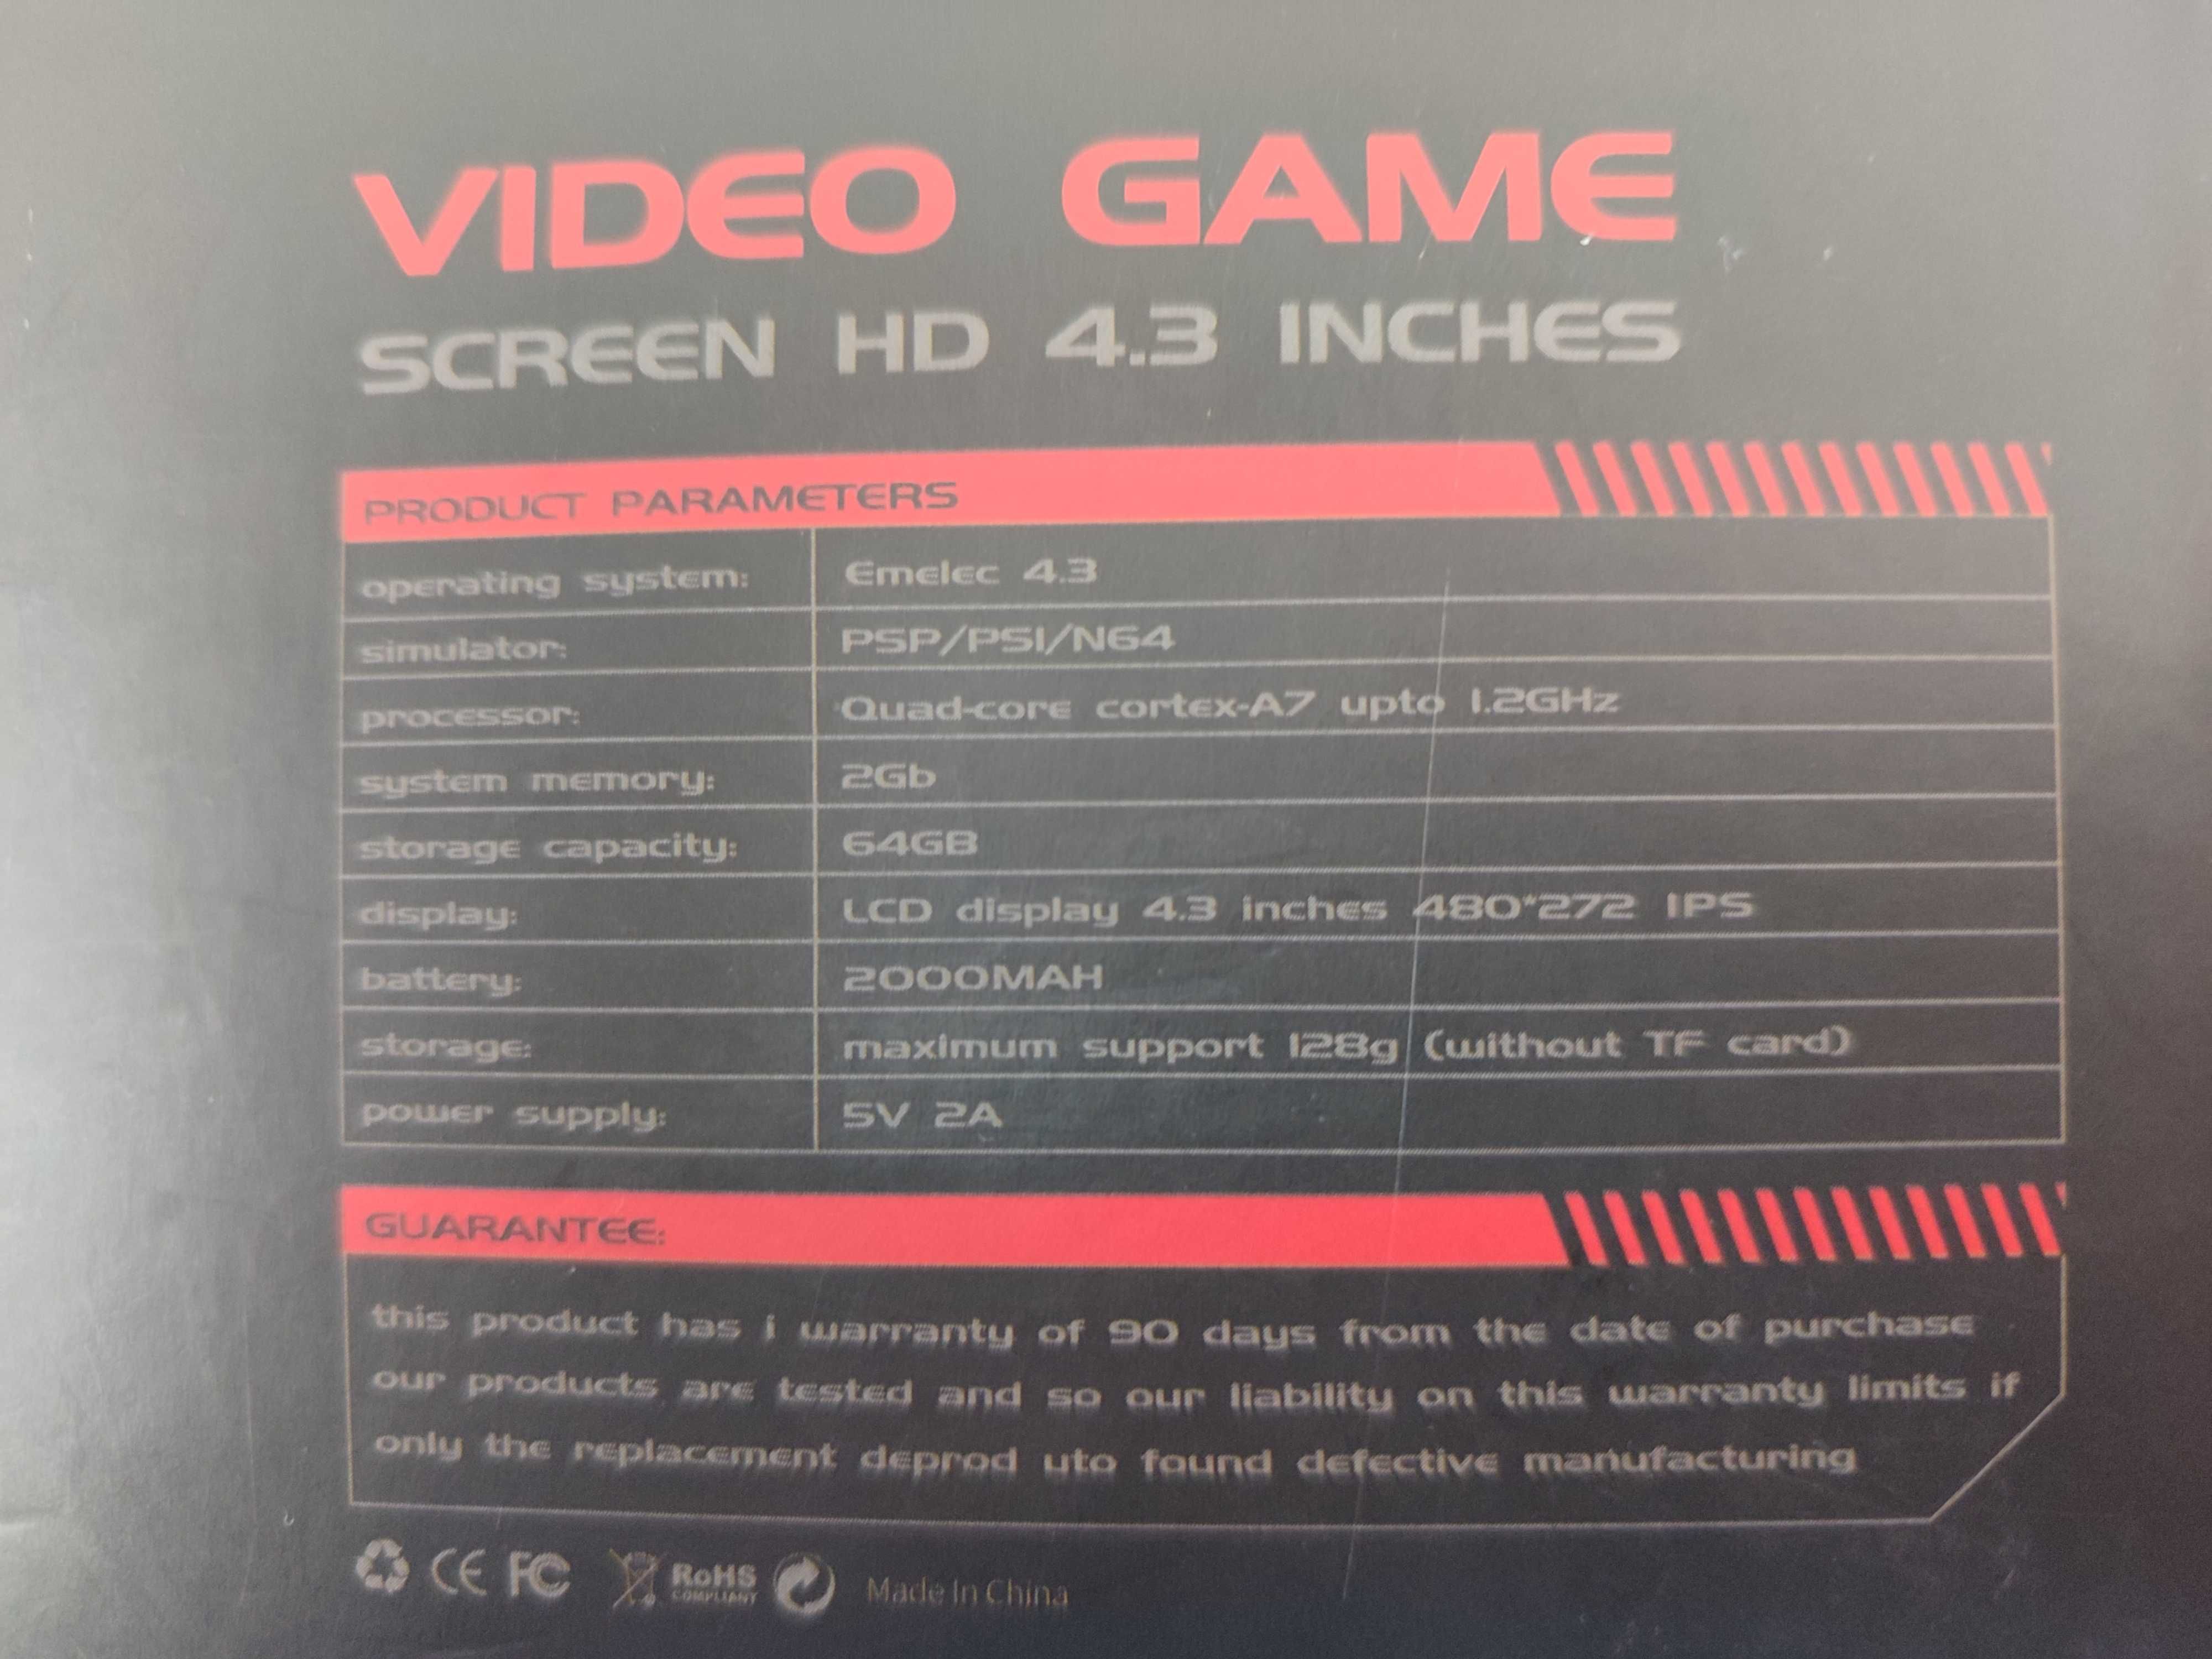 VIDEO GAME
SCREEN HD 4.3 INCHES
PRODUCT PARAMETERS
operating system: Emelec 4.3
simulator: PSP/PS1/N64
processor: Quad-core cortex-A7 upto 1.2GHz
system memory: 2Gb
storage capacity: 64GB
display: LCD display 4.3 inches 480*272 IPS
battery: 2000MAH
storage: maximum support 128g (without TF card)
power supply: 5V 2A
GUARANTEE:
this product has i warranty of 90 days from the date of purchase
our products are tested and so our liability on this warranty limits if
only the replacement deprod uto found defective manufacturing
CE FC RoHS Made In China
COMPLIANT